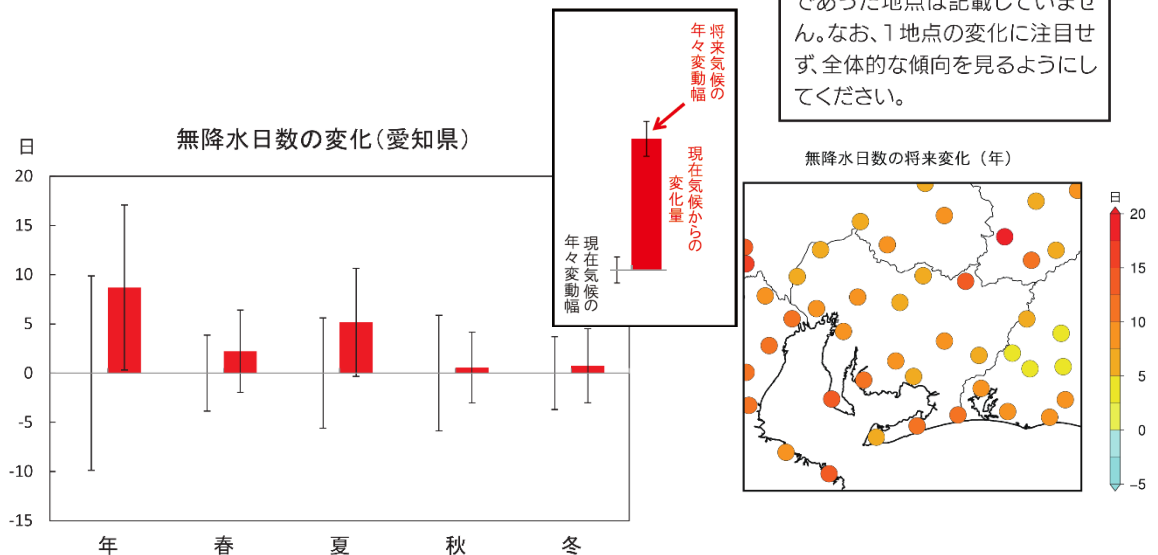 であった地点は記載していませ
ん。なお、1地点の変化に注目せ
ず、全体的な傾向を見るようにし
てください。
将来気候の
年々変動幅
現在気候からの
変化量
現在気候の
年々変動幅
無降水日数の変化(愛知県)
日
20
15
10
5
0
-5
-10
-15
年
春
夏
秋
冬
無降水日数の将来変化(年)
日
20
15
10
5
0
-5